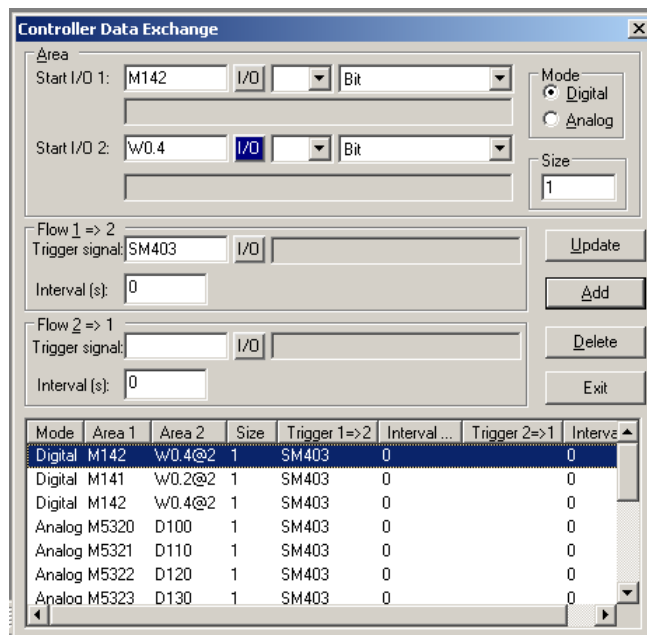 Controller Data Exchange
Area
Start I/O 1: M142 I/O Bit
Mode
Digital
Analog
Start I/O 2: W0.4 I/O Bit
Size
1
Flow 1 => 2
Trigger signal: SM403 I/O
Interval (s): 0
Update
Add
Flow 2 => 1
Trigger signal: I/O
Interval (s): 0
Delete
Exit
Mode Area 1 Area 2 Size Trigger 1=>2 Interval ... Trigger 2=>1 Interva
Digital M142 W0.4@2 1 SM403 0 0
Digital M141 W0.2@2 1 SM403 0 0
Digital M142 W0.4@2 1 SM403 0 0
Analog M5320 D100 1 SM403 0 0
Analog M5321 D110 1 SM403 0 0
Analog M5322 D120 1 SM403 0 0
Analog M5323 D130 1 SM403 0 0